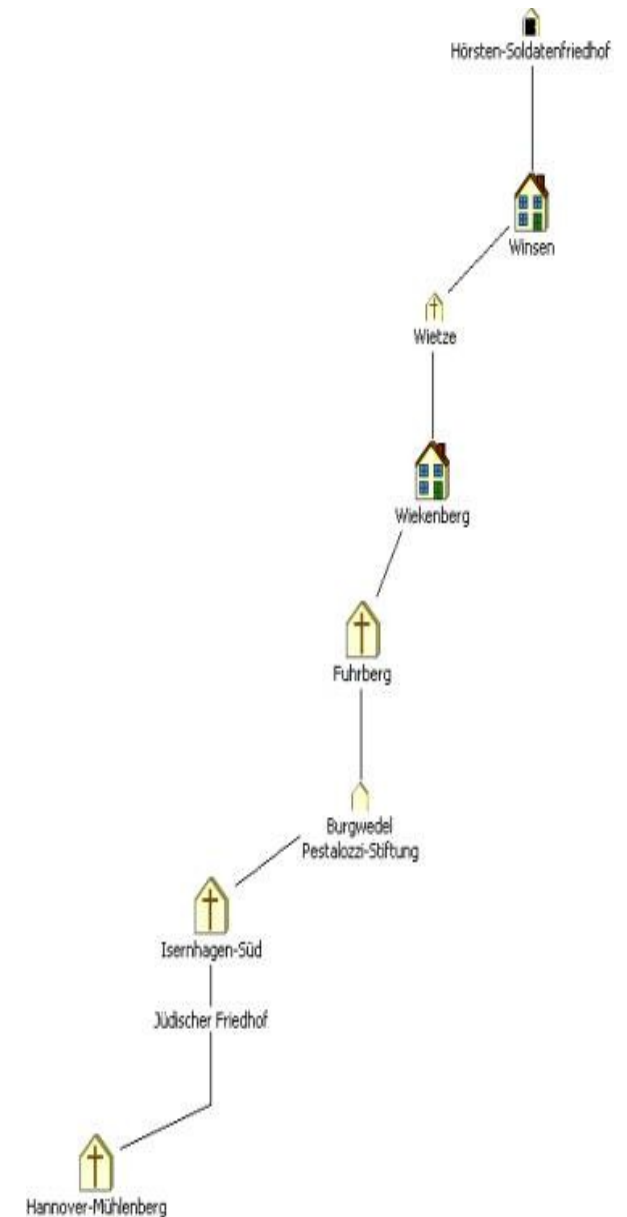 Hörsten-Soldatenfriedhof
Winsen
Wietze
Wiekenberg
Fuhrberg
Burgwedel
Pestalozzi-Stiftung
Isernhagen-Süd
Jüdischer Friedhof
Hannover-Mühlenberg